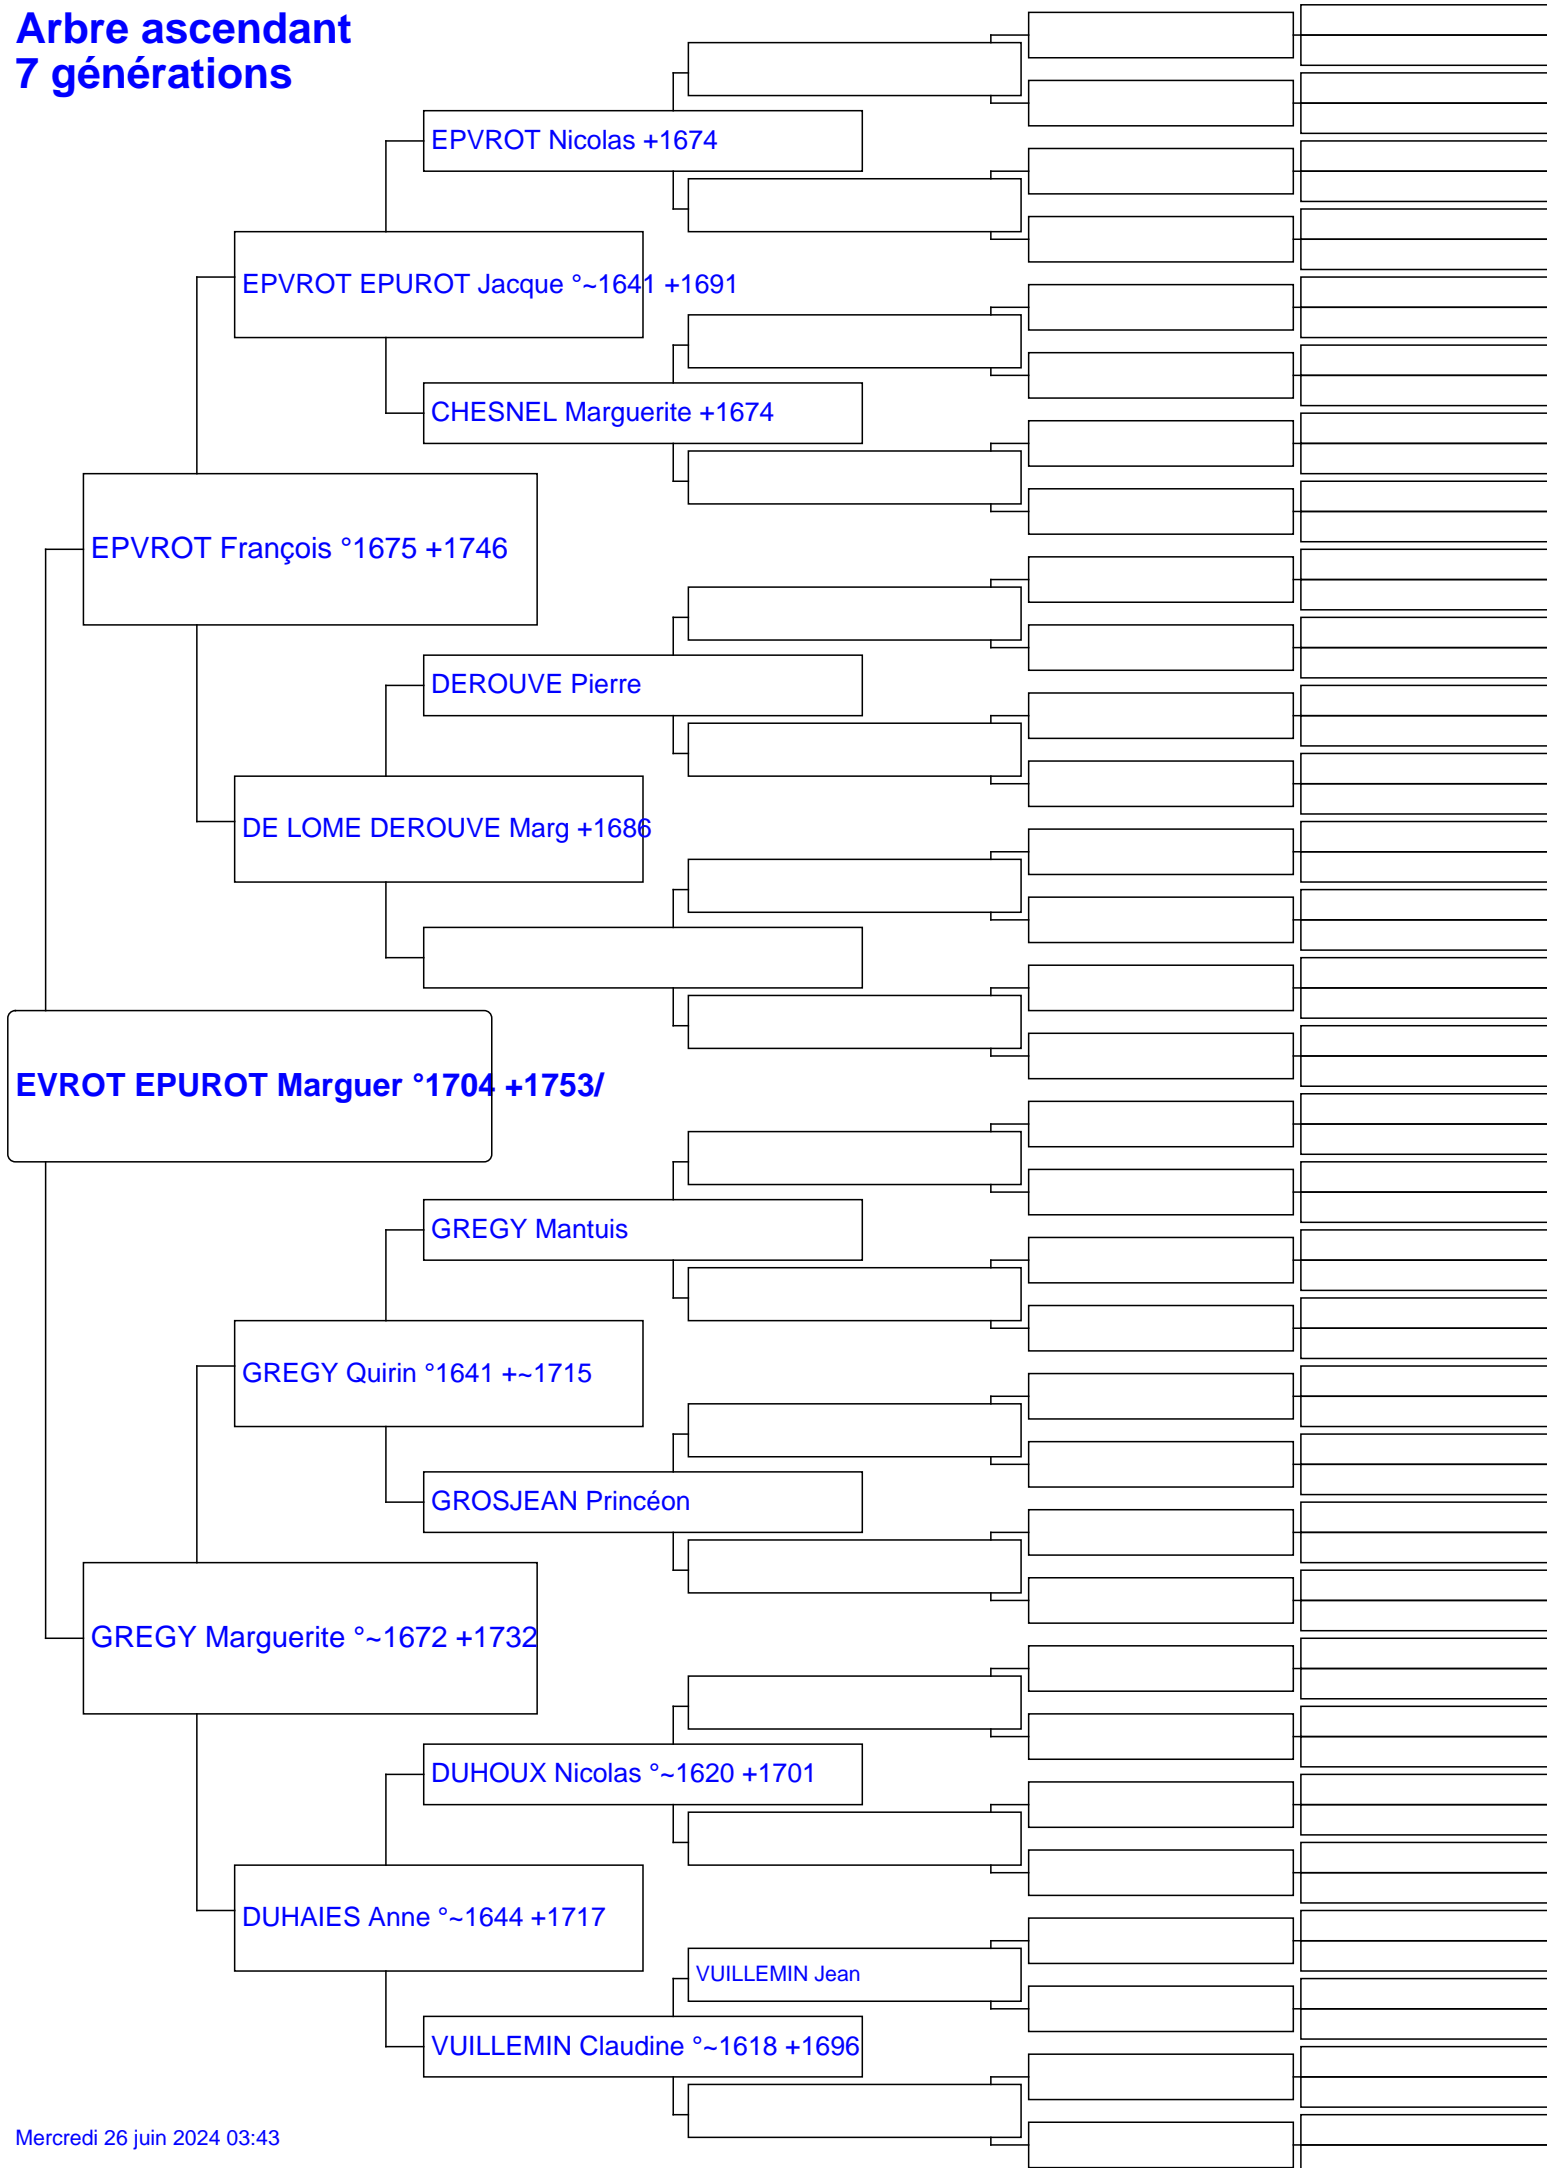 Arbre ascendant
7 générations
EPVROT Nicolas +1674
EPVROT EPUROT Jacque °~1641 +1691
CHESNEL Marguerite +1674
EPVROT François °1675 +1746
DEROUVE Pierre
DE LOME DEROUVE Marg +1686
EVROT EPUROT Marguer °1704 +1753/
GREGY Mantuis
GREGY Quirin °1641 +~1715
GROSJEAN Princéon
GREGY Marguerite °~1672 +1732
DUHOUX Nicolas °~1620 +1701
DUHAIES Anne °~1644 +1717
VUILLEMIN Jean
VUILLEMIN Claudine °~1618 +1696
Mercredi 26 juin 2024 03:43